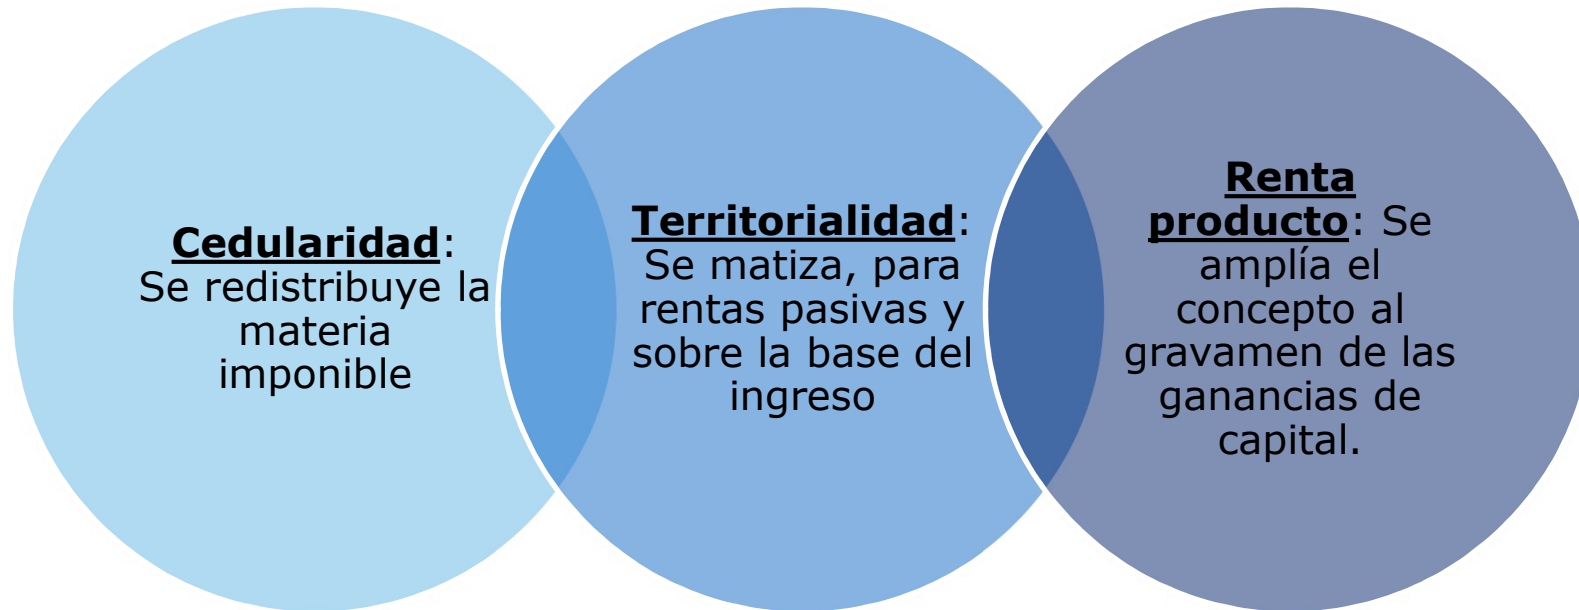 Cedularidad:
Se redistribuye la
materia
imponible
Territorialidad:
Se matiza, para
rentas pasivas y
sobre la base del
ingreso
Renta
producto: Se
amplía el
concepto al
gravamen de las
ganancias de
capital.